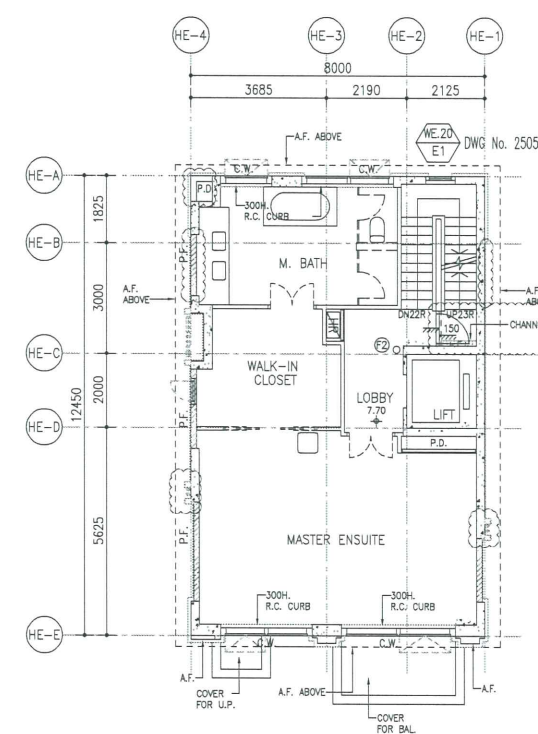 HE-4 HE-3 HE-2 HE-1
8000
3685 2190 2125
A.F. ABOVE
WE.20
E1
DWG No. 2505
HE-A
C.W. C.W.
P.D.
300H.
R.C. CURB
1825
HE-B
P.F.
M. BATH
3000
A.F.
ABOVE
A.F.
DN22R UP23R
150
CHANN
HE-C
F2
WALK-IN
CLOSET
2000
12450
LOBBY
7.70
LIFT
P.F.
HE-D
P.D.
P.F.
5625
MASTER ENSUITE
300H.
R.C. CURB
300H.
R.C. CURB
HE-E
C.W. C.W.
A.F.
COVER
FOR U.P.
A.F. ABOVE
A.F.
COVER
FOR BAL.